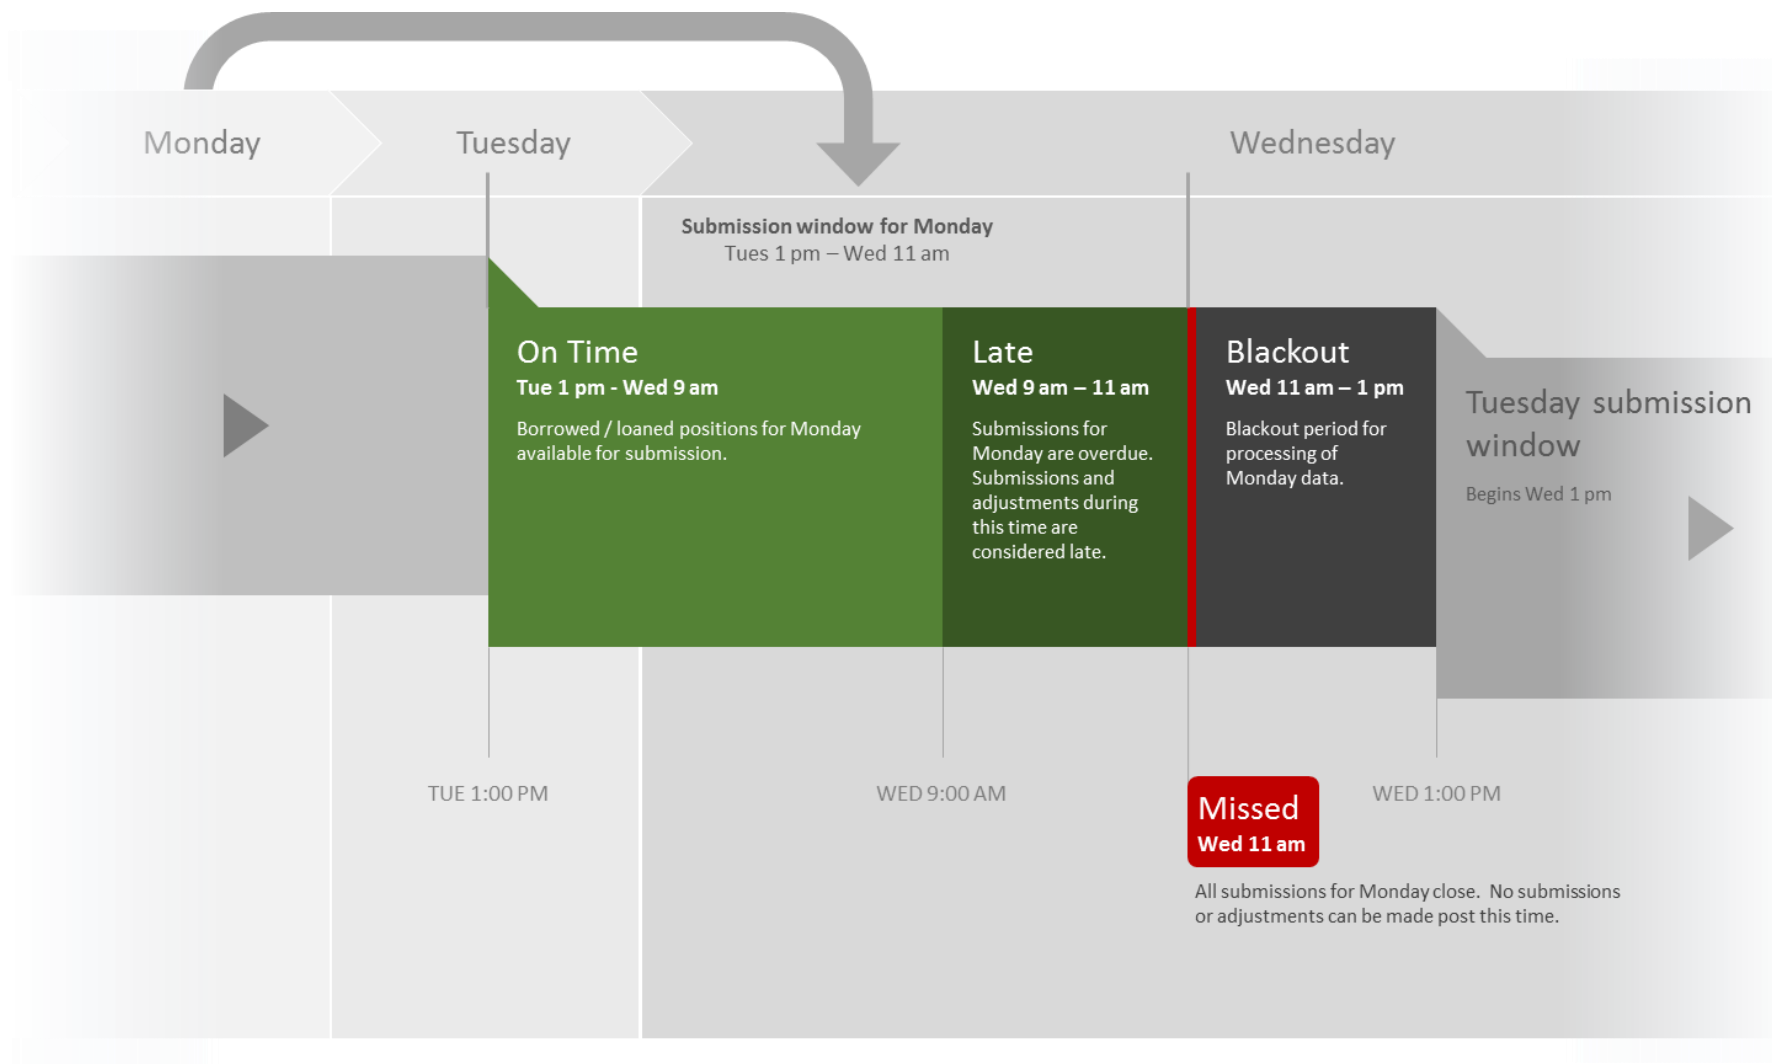 Monday
Tuesday
Wednesday
Submission window for Monday
Tues 1 pm – Wed 11 am
On Time
Tue 1 pm - Wed 9 am
Borrowed / loaned positions for Monday
available for submission.
Late
Wed 9 am – 11 am
Submissions for
Monday are overdue.
Submissions and
adjustments during
this time are
considered late.
Blackout
Wed 11 am – 1 pm
Blackout period for
processing of
Monday data.
Tuesday submission
window
Begins Wed 1 pm
TUE 1:00 PM
WED 9:00 AM
Missed
Wed 11 am
WED 1:00 PM
All submissions for Monday close.  No submissions
or adjustments can be made post this time.